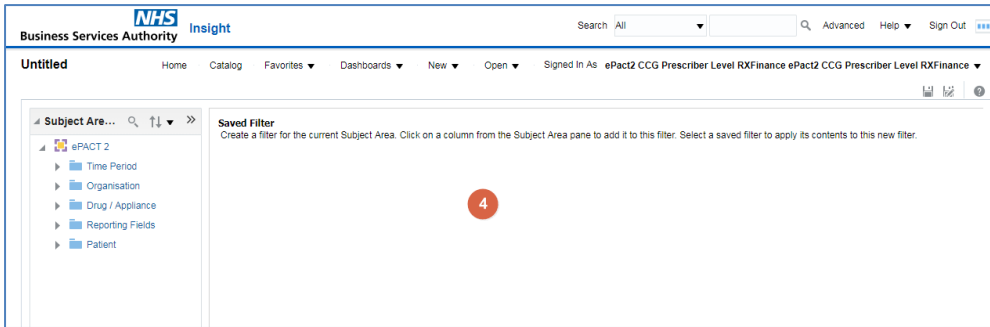 NHS
Business Services Authority
Insight
Search All Advanced Help Sign Out
Untitled Home Catalog Favorites Dashboards New Open Signed In As ePact2 CCG Prescriber Level RXFinance ePact2 CCG Prescriber Level RXFinance
Subject Are...
ePACT 2
Time Period
Organisation
Drug / Appliance
Reporting Fields
Patient
Saved Filter
Create a filter for the current Subject Area. Click on a column from the Subject Area pane to add it to this filter. Select a saved filter to apply its contents to this new filter.
4